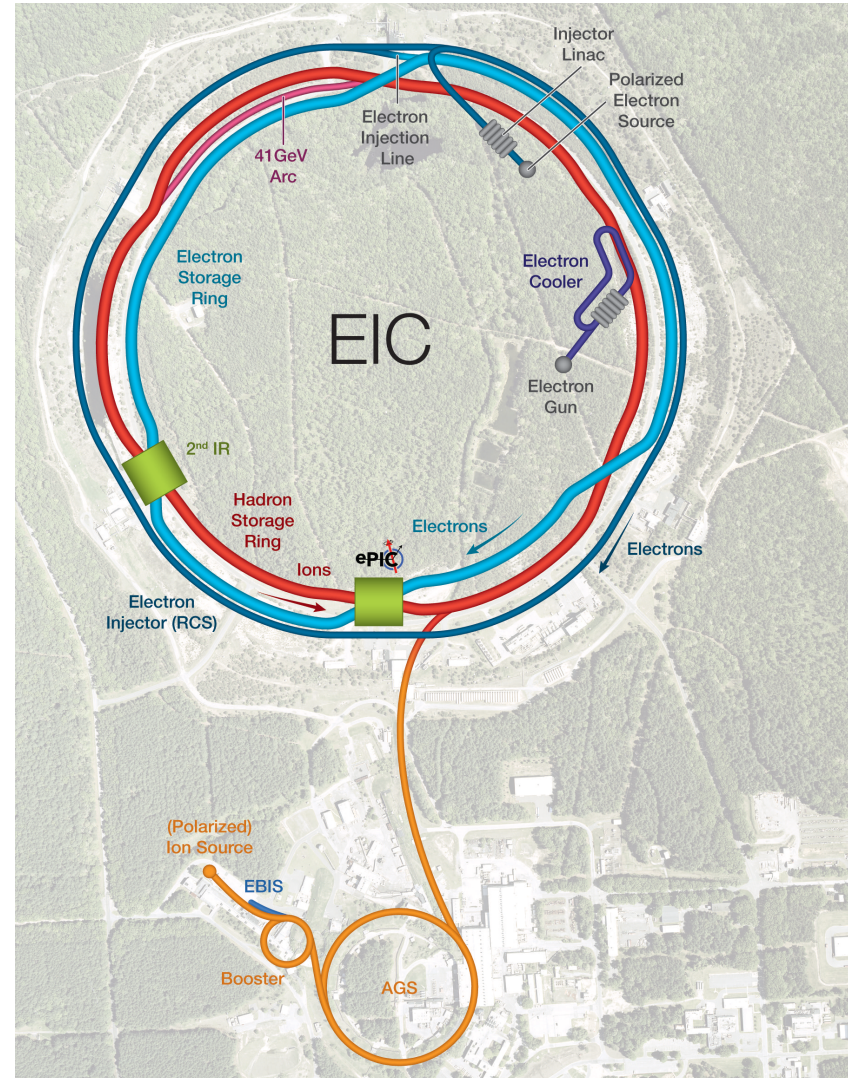 Injector
Linac
Polarized
Electron
Source
Electron
Injection
Line
41GeV
Arc
Electron
Storage
Ring
Electron
Cooler
EIC
Electron
Gun
2nd IR
Hadron
Storage
Ring
Electrons
ePIC
Ions
Electrons
Electron
Injector (RCS)
(Polarized)
Ion Source
EBIS
Booster
AGS